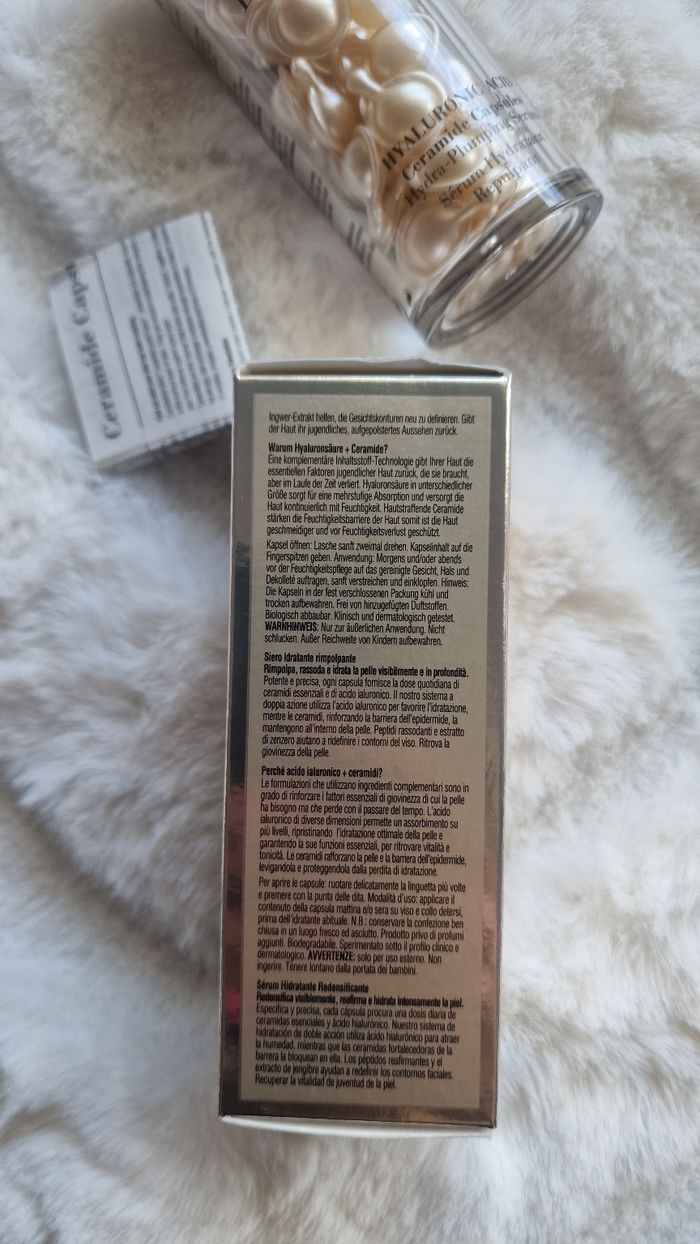 HYALURONIC ACID
Ceramide Capsules
Hydra-Plumping Serum
Sérum Hydratant
Repulpant
Ceramide Capsu
Ingwer-Extrakt helfen, die Gesichtskonturen neu zu definieren. Gibt
der Haut ihr jugendliches, aufgepolstertes Aussehen zurück.
Warum Hyaluronsäure + Ceramide?
Eine komplementäre Inhaltsstoff-Technologie gibt Ihrer Haut die
essentiellen Faktoren jugendlicher Haut zurück, die sie braucht,
aber im Laufe der Zeit verliert. Hyaluronsäure in unterschiedlicher
Größe sorgt für eine mehrstufige Absorption und versorgt die
Haut kontinuierlich mit Feuchtigkeit. Hautstraffende Ceramide
stärken die Feuchtigkeitsbarriere der Haut somit ist die Haut
geschmeidiger und vor Feuchtigkeitsverlust geschützt.
Kapsel öffnen: Lasche sanft zweimal drehen. Kapselinhalt auf die
Fingerspitzen geben. Anwendung: Morgens und/oder abends
vor der Feuchtigkeitspflege auf das gereinigte Gesicht, Hals und
Dekolleté auftragen, sanft verstreichen und einklopfen. Hinweis:
Die Kapseln in der fest verschlossenen Packung kühl und
trocken aufbewahren. Frei von hinzugefügten Duftstoffen.
Biologisch abbaubar. Klinisch und dermatologisch getestet.
WARNHINWEIS: Nur zur äußerlichen Anwendung. Nicht
schlucken. Außer Reichweite von Kindern aufbewahren.
Siero Idratante rimpolpante
Rimpolpa, rassoda e idrata la pelle visibilmente e in profondità.
Potente e precisa, ogni capsula fornisce la dose quotidiana di
ceramidi essenziali e di acido ialuronico. Il nostro sistema a
doppia azione utilizza l'acido ialuronico per favorire l'idratazione,
mentre le ceramidi, rinforzando la barriera dell'epidermide, la
mantengono all'interno della pelle. Peptidi rassodanti e estratto
di zenzero aiutano a ridefinire i contorni del viso. Ritrova la
giovinezza della pelle.
Perché acido ialuronico + ceramidi?
Le formulazioni che utilizzano ingredienti complementari sono in
grado di rinforzare i fattori essenziali di giovinezza di cui la pelle
ha bisogno ma che perde con il passare del tempo. L'acido
ialuronico di diverse dimensioni permette un assorbimento su
più livelli, ripristinando l'idratazione ottimale della pelle e
garantendo la sue funzioni essenziali, per ritrovare vitalità e
tonicità. Le ceramidi rafforzano la pelle e la barriera dell'epidermide,
levigandola e proteggendola dalla perdita di idratazione.
Per aprire le capsule: ruotare delicatamente la linguetta più volte
e premere con la punta delle dita. Modalità d'uso: applicare il
contenuto della capsula mattina e/o sera su viso e collo detersi,
prima dell'idratante abituale. N.B.: conservare la confezione ben
chiusa in un luogo fresco ed asciutto. Prodotto privo di profumi
aggiunti. Biodegradabile. Sperimentato sotto il profilo clinico e
dermatologico. AVVERTENZE: solo per uso esterno. Non
ingerire. Tenere lontano dalla portata dei bambini.
Sérum Hidratante Redensificante
Redensifica visiblemente, reafirma e hidrata intensamente la piel.
Específica y precisa, cada cápsula procura una dosis diaria de
ceramidas esenciales y ácido hialurónico. Nuestro sistema de
hidratación de doble acción utiliza ácido hialurónico para atraer
la humedad, mientras que las ceramidas fortalecedoras de la
barrera la bloquean en ella. Los péptidos reafirmantes y el
extracto de jengibre ayudan a redefinir los contornos faciales.
Recuperar la vitalidad de juventud de la piel.